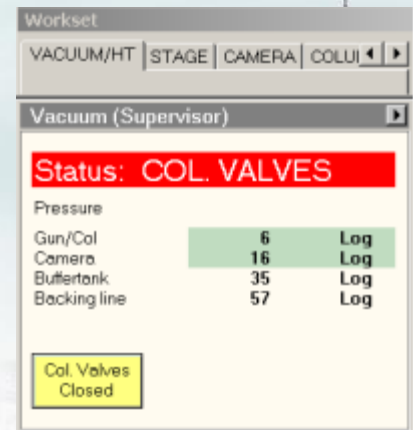 Workset
VACUUM/HT STAGE CAMERA COLUI
Vacuum (Supervisor)
Status: COL. VALVES
Pressure
Gun/Col 6 Log
Camera 16 Log
Buffertank 35 Log
Backing line 57 Log
Col. Valves
Closed